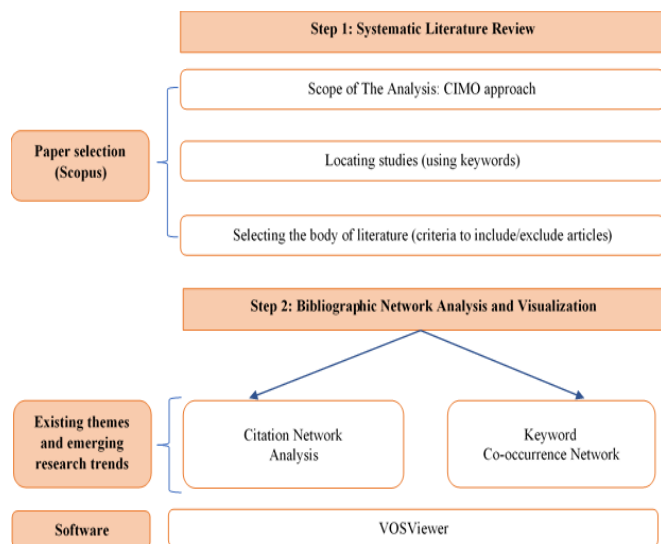 Step 1: Systematic Literature Review
Scope of The Analysis: CIMO approach
Paper selection
(Scopus)
Locating studies (using keywords)
Selecting the body of literature (criteria to include/exclude articles)
Step 2: Bibliographic Network Analysis and Visualization
Existing themes
and emerging
research trends
Citation Network
Analysis
Keyword
Co-occurrence Network
Software
VOSViewer